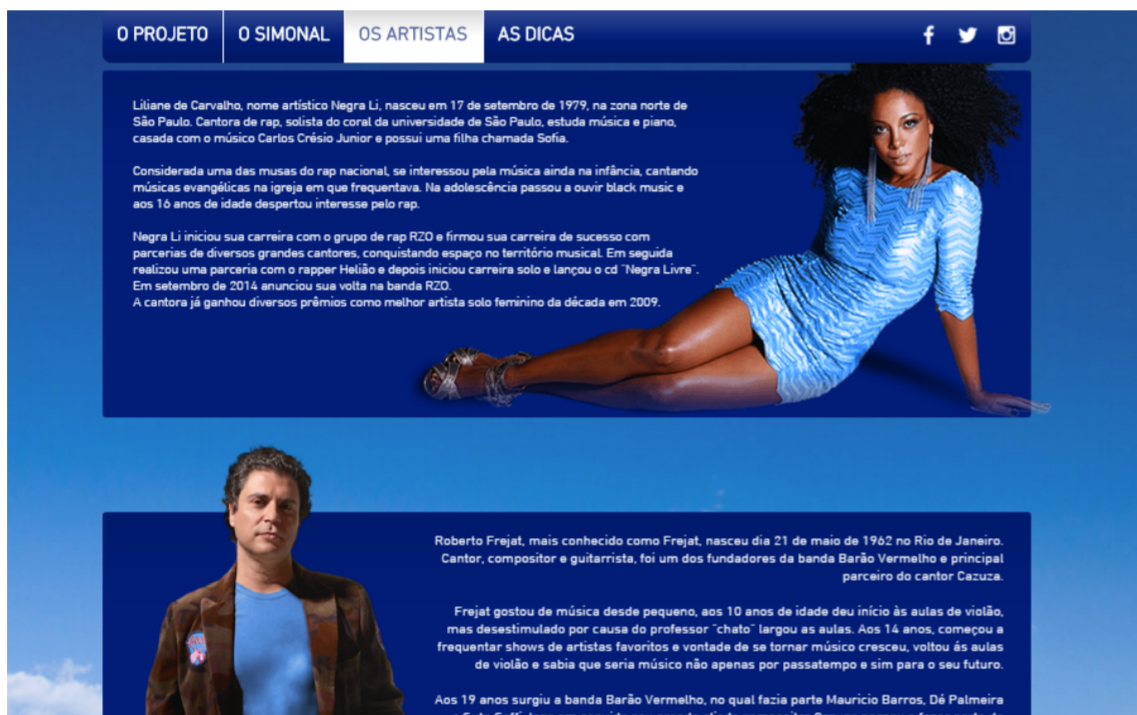 O PROJETO
O SIMONAL
OS ARTISTAS
AS DICAS
Liliane de Carvalho, nome artístico Negra Li, nasceu em 17 de setembro de 1979, na zona norte de
São Paulo. Cantora de rap, solista do coral da universidade de São Paulo, estuda música e piano,
casada com o músico Carlos Crésio Junior e possui uma filha chamada Sofia.
Considerada uma das musas do rap nacional, se interessou pela música ainda na infância, cantando
músicas evangélicas na igreja em que frequentava. Na adolescência passou a ouvir black music e
aos 16 anos de idade despertou interesse pelo rap.
Negra Li iniciou sua carreira com o grupo de rap RZO e firmou sua carreira de sucesso com
parcerias de diversos grandes cantores, conquistando espaço no território musical. Em seguida
realizou uma parceria com o rapper Helião e depois iniciou carreira solo e lançou o cd "Negra Livre".
Em setembro de 2014 anunciou sua volta na banda RZO.
A cantora já ganhou diversos prêmios como melhor artista solo feminino da década em 2009.
Roberto Frejat, mais conhecido como Frejat, nasceu dia 21 de maio de 1962 no Rio de Janeiro.
Cantor, compositor e guitarrista, foi um dos fundadores da banda Barão Vermelho e principal
parceiro do cantor Cazuza.
Frejat gostou de música desde pequeno, aos 10 anos de idade deu início às aulas de violão,
mas desestimulado por causa do professor "chato" largou as aulas. Aos 14 anos, começou a
frequentar shows de artistas favoritos e vontade de se tornar músico cresceu, voltou ás aulas
de violão e sabia que seria músico não apenas por passatempo e sim para o seu futuro.
Aos 19 anos surgiu a banda Barão Vermelho, no qual fazia parte Mauricio Barros, Dé Palmeira